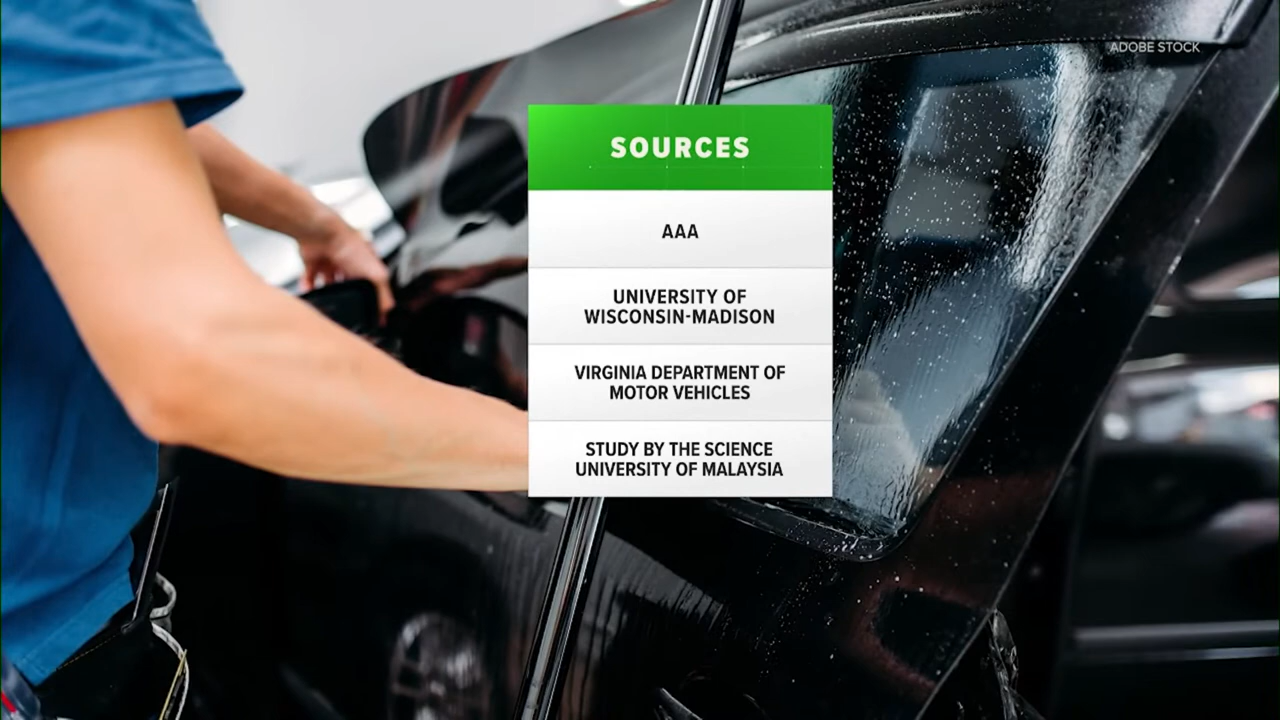 ADOBE STOCK
SOURCES
AAA
UNIVERSITY OF
WISCONSIN-MADISON
VIRGINIA DEPARTMENT OF
MOTOR VEHICLES
STUDY BY THE SCIENCE
UNIVERSITY OF MALAYSIA